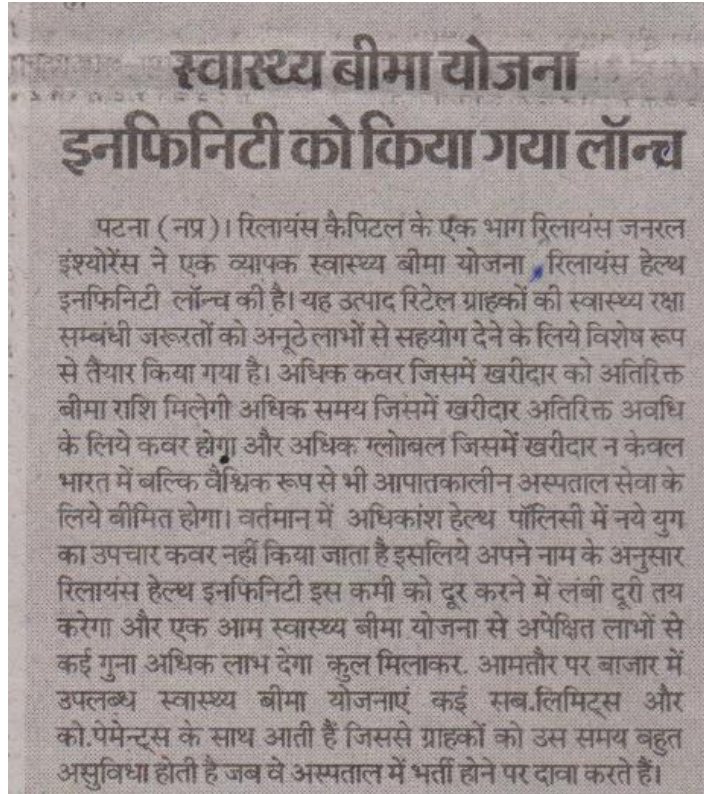 स्वास्थ्य बीमा योजना
इनफिनिटी को किया गया लॉन्च
पटना (नप्र)। रिलायंस कैपिटल के एक भाग रिलायंस जनरल
इंश्योरेंस ने एक व्यापक स्वास्थ्य बीमा योजना रिलायंस हेल्थ
इनफिनिटी लॉन्च की है। यह उत्पाद रिटेल ग्राहकों की स्वास्थ्य रक्षा
सम्बंधी जरूरतों को अनूठे लाभों से सहयोग देने के लिये विशेष रूप
से तैयार किया गया है। अधिक कवर जिसमें खरीदार को अतिरिक्त
बीमा राशि मिलेगी अधिक समय जिसमें खरीदार अतिरिक्त अवधि
के लिये कवर होगा और अधिक ग्लोाबल जिसमें खरीदार न केवल
भारत में बल्कि वैश्विक रूप से भी आपातकालीन अस्पताल सेवा के
लिये बीमित होगा। वर्तमान में अधिकांश हेल्थ पॉलिसी में नये युग
का उपचार कवर नहीं किया जाता है इसलिये अपने नाम के अनुसार
रिलायंस हेल्थ इनफिनिटी इस कमी को दूर करने में लंबी दूरी तय
करेगा और एक आम स्वास्थ्य बीमा योजना से अपेक्षित लाभों से
कई गुना अधिक लाभ देगा कुल मिलाकर. आमतौर पर बाजार में
उपलब्ध स्वास्थ्य बीमा योजनाएं कई सब.लिमिट्स और
को.पेमेन्ट्स के साथ आती हैं जिससे ग्राहकों को उस समय वहुत
असुविधा होती है जब वे अस्पताल में भर्ती होने पर दावा करते हैं।